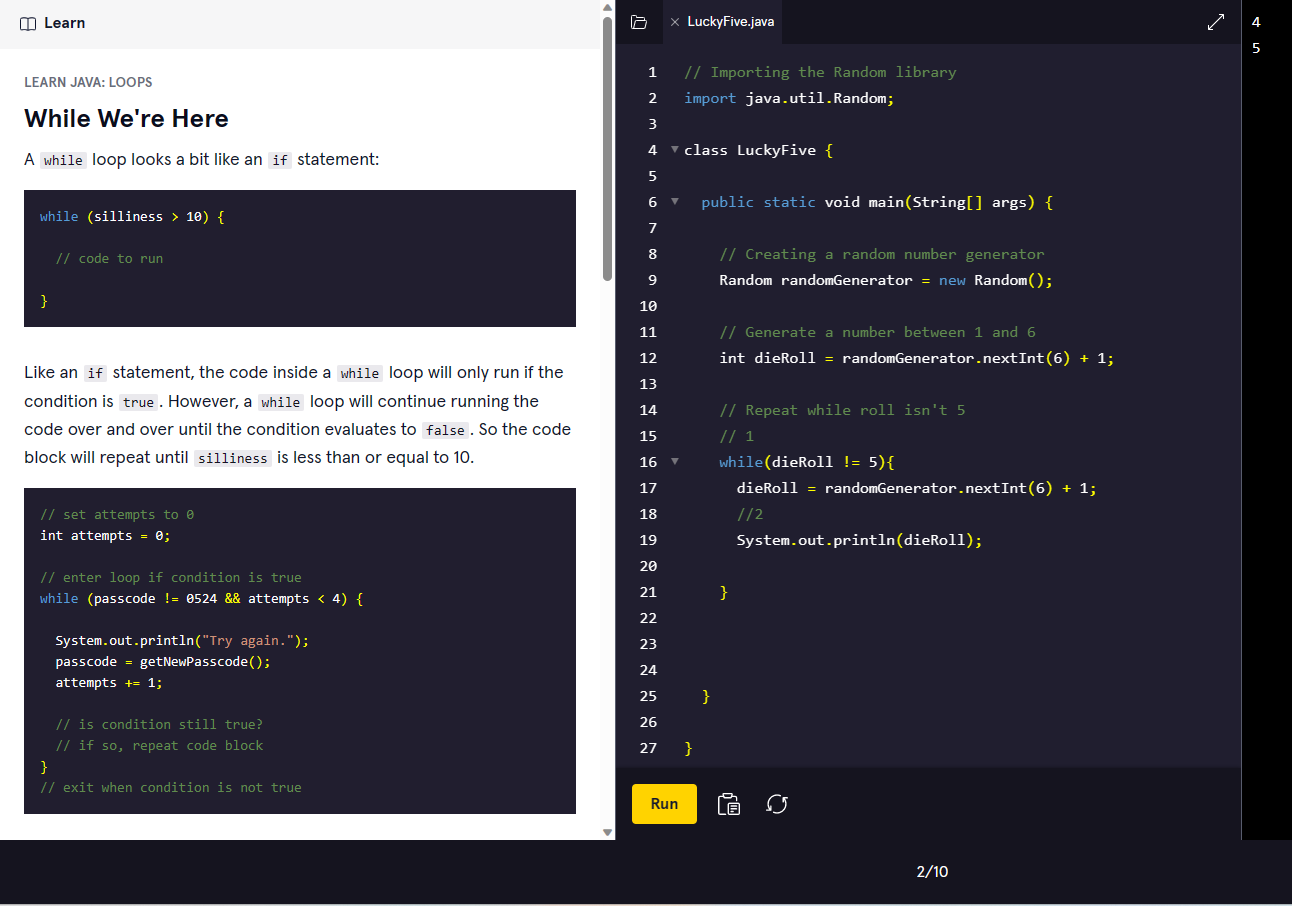 Learn
LEARN JAVA: LOOPS
While We're Here
A while loop looks a bit like an if statement:
while (silliness > 10) {
// code to run
}
Like an if statement, the code inside a while loop will only run if the
condition is true. However, a while loop will continue running the
code over and over until the condition evaluates to false. So the code
block will repeat until silliness is less than or equal to 10.
// set attempts to 0
int attempts = 0;
// enter loop if condition is true
while (passcode != 0524 && attempts < 4) {
System.out.println("Try again.");
passcode = getNewPasscode();
attempts += 1;
// is condition still true?
// if so, repeat code block
}
// exit when condition is not true
LuckyFive.java
1 // Importing the Random library
2 import java.util.Random;
3
4 class LuckyFive {
5
6 public static void main(String[] args) {
7
8 // Creating a random number generator
9 Random randomGenerator = new Random();
10
11 // Generate a number between 1 and 6
12 int dieRoll = randomGenerator.nextInt(6) + 1;
13
14 // Repeat while roll isn't 5
15 // 1
16 while(dieRoll != 5){
17 dieRoll = randomGenerator.nextInt(6) + 1;
18 //2
19 System.out.println(dieRoll);
20
21 }
22
23
24
25 }
26
27 }
Run
4
5
2/10